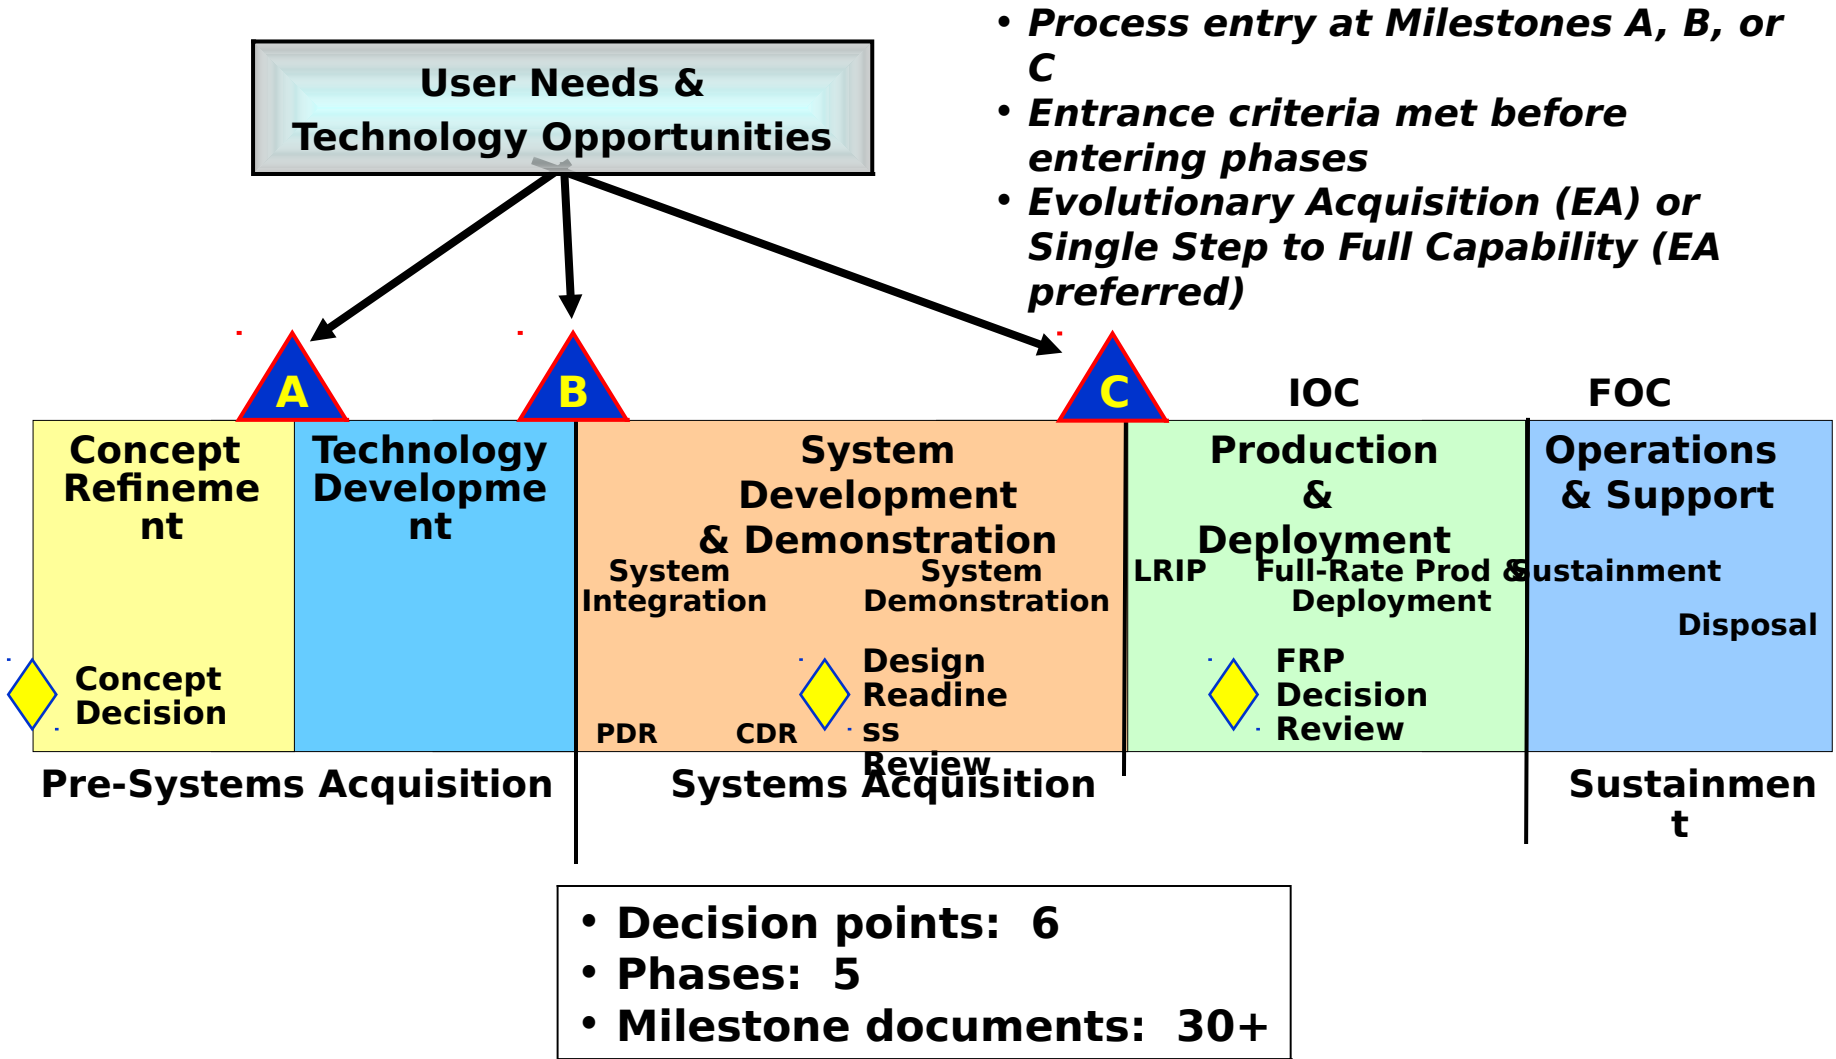 • Process entry at Milestones A, B, or
C
• Entrance criteria met before
entering phases
• Evolutionary Acquisition (EA) or
Single Step to Full Capability (EA
preferred)
User Needs &
Technology Opportunities
A
B
C
IOC
FOC
Concept
Refineme
nt
Technology
Developme
nt
System
Development
& Demonstration
Production
&
Deployment
Operations
& Support
System
Integration
System
Demonstration
LRIP
Full-Rate Prod &
Deployment
Sustainment
Disposal
Concept
Decision
PDR
CDR
Design
Readine
ss
Review
FRP
Decision
Review
Pre-Systems Acquisition
Systems Acquisition
Sustainmen
t
• Decision points: 6
• Phases: 5
• Milestone documents: 30+